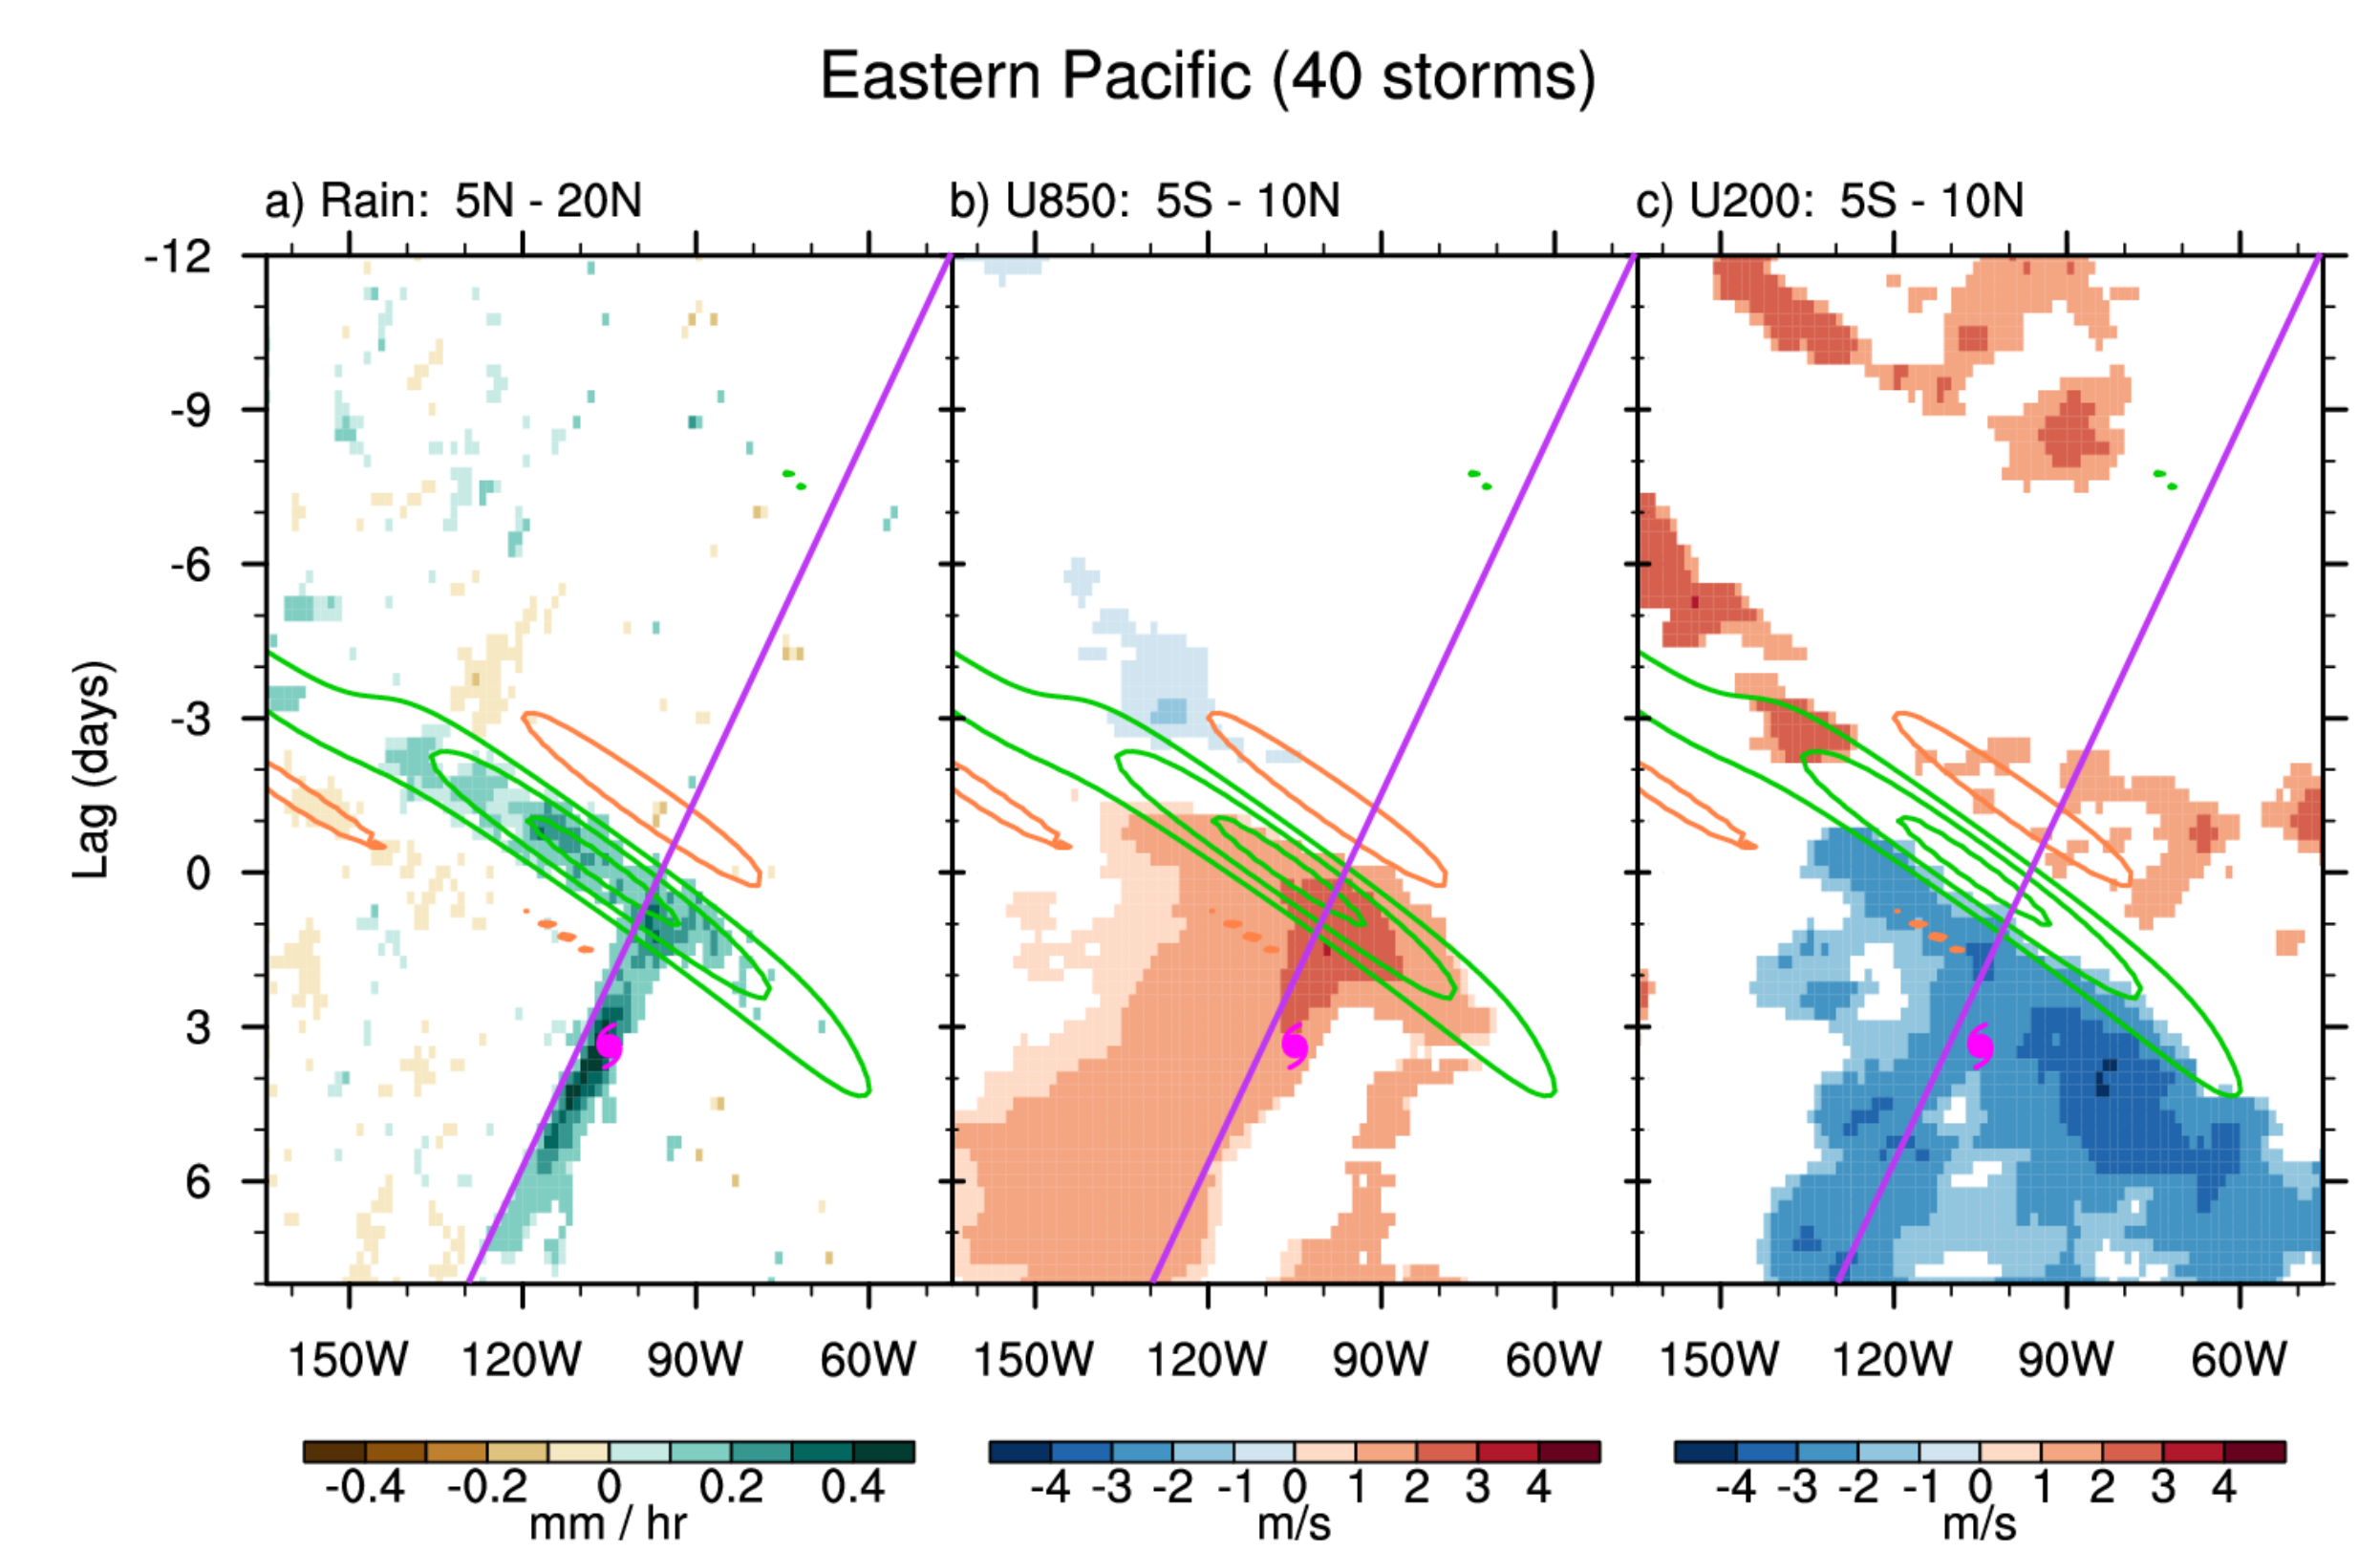 Eastern Pacific (40 storms)
a) Rain: 5N - 20N
b) U850: 5S - 10N
c) U200: 5S - 10N
Lag (days)
-12
-9
-6
-3
0
3
6
150W 120W 90W 60W 150W 120W 90W 60W 150W 120W 90W 60W
-0.4 -0.2 0 0.2 0.4 -4 -3 -2 -1 0 1 2 3 4 -4 -3 -2 -1 0 1 2 3 4
mm / hr m/s m/s